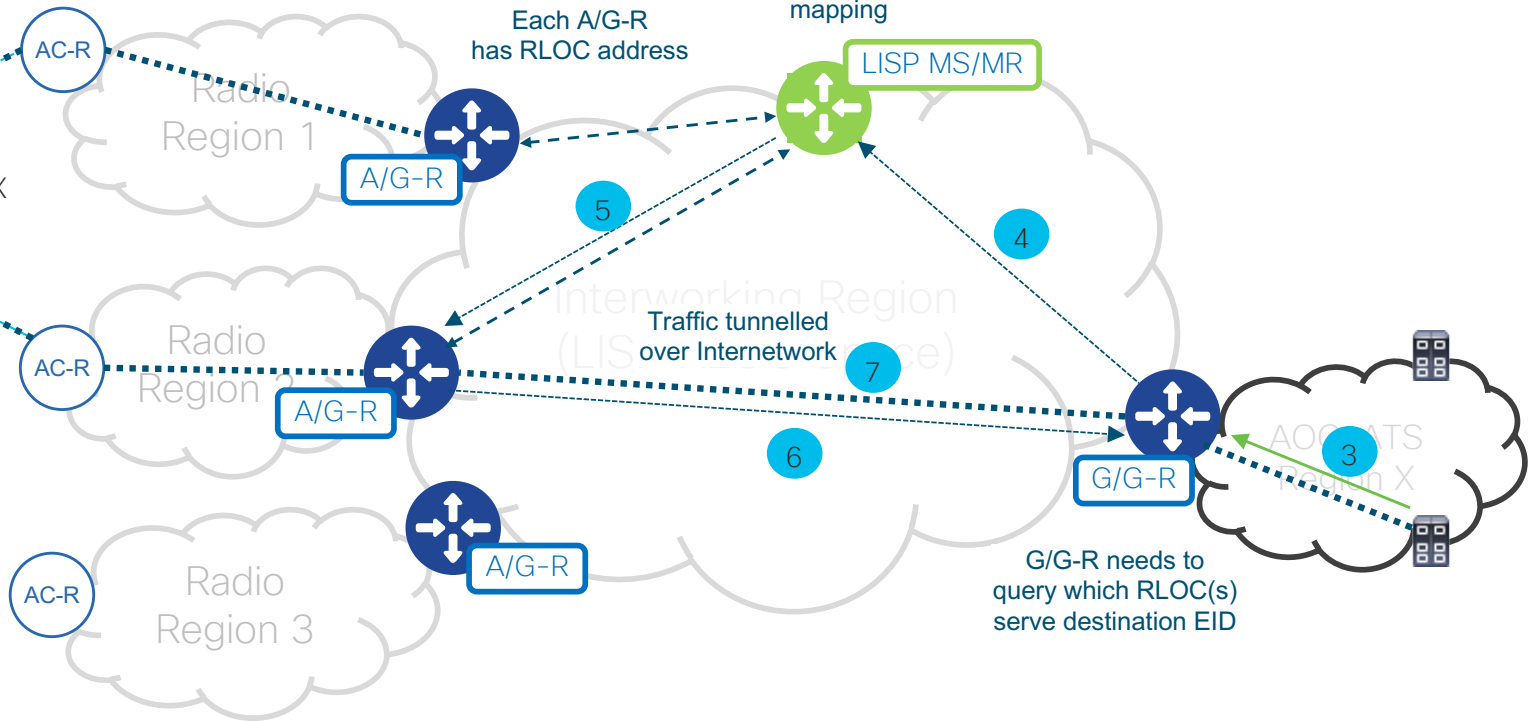 mapping
Each A/G-R
has RLOC address
LISP MS/MR
AC-R
Radio
Region 1
A/G-R
X
5
4
Interworking Region
Traffic tunnelled
over Internetwork
7
AC-R
Radio
Region 2
A/G-R
6
G/G-R
3
Region X
AC-R
Radio
Region 3
A/G-R
G/G-R needs to
query which RLOC(s)
serve destination EID